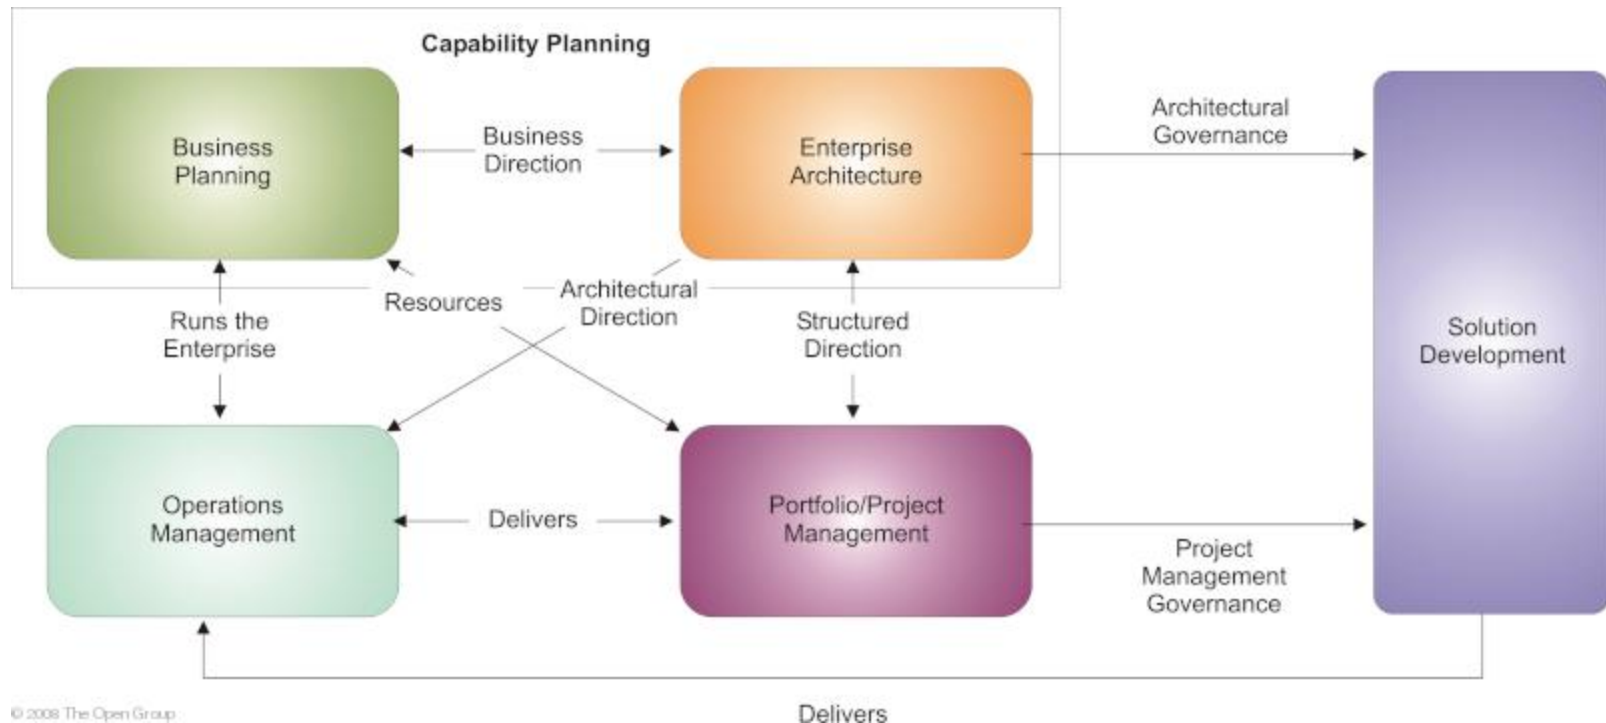 Capability Planning
Business
Planning
Business
Direction
Enterprise
Architecture
Architectural
Governance
Resources
Architectural
Direction
Runs the
Enterprise
Structured
Direction
Solution
Development
Operations
Management
Delivers
Portfolio/Project
Management
Project
Management
Governance
Delivers
© 2008 The Open Group